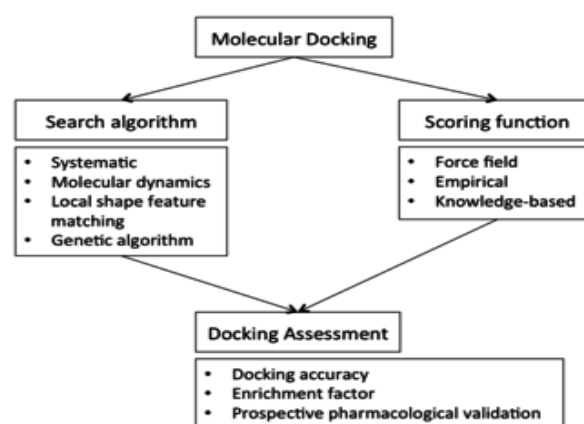 Molecular Docking
Search algorithm
• Systematic
• Molecular dynamics
• Local shape feature
matching
• Genetic algorithm
Scoring function
• Force field
• Empirical
• Knowledge-based
Docking Assessment
• Docking accuracy
• Enrichment factor
• Prospective pharmacological validation